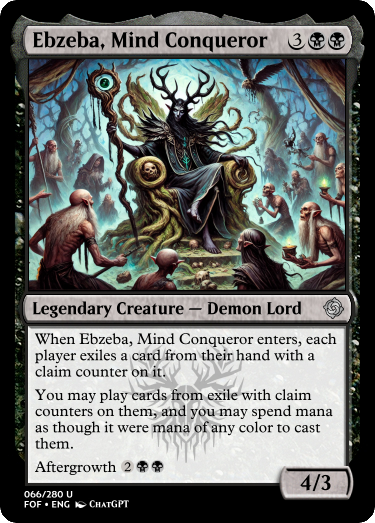 Ebzeba, Mind Conqueror 3
Legendary Creature — Demon Lord
When Ebzeba, Mind Conqueror enters, each
player exiles a card from their hand with a
claim counter on it.
You may play cards from exile with claim
counters on them, and you may spend mana
as though it were mana of any color to cast
them.
Aftergrowth 2
4/3
066/280 U
FOF • ENG ChatGPT